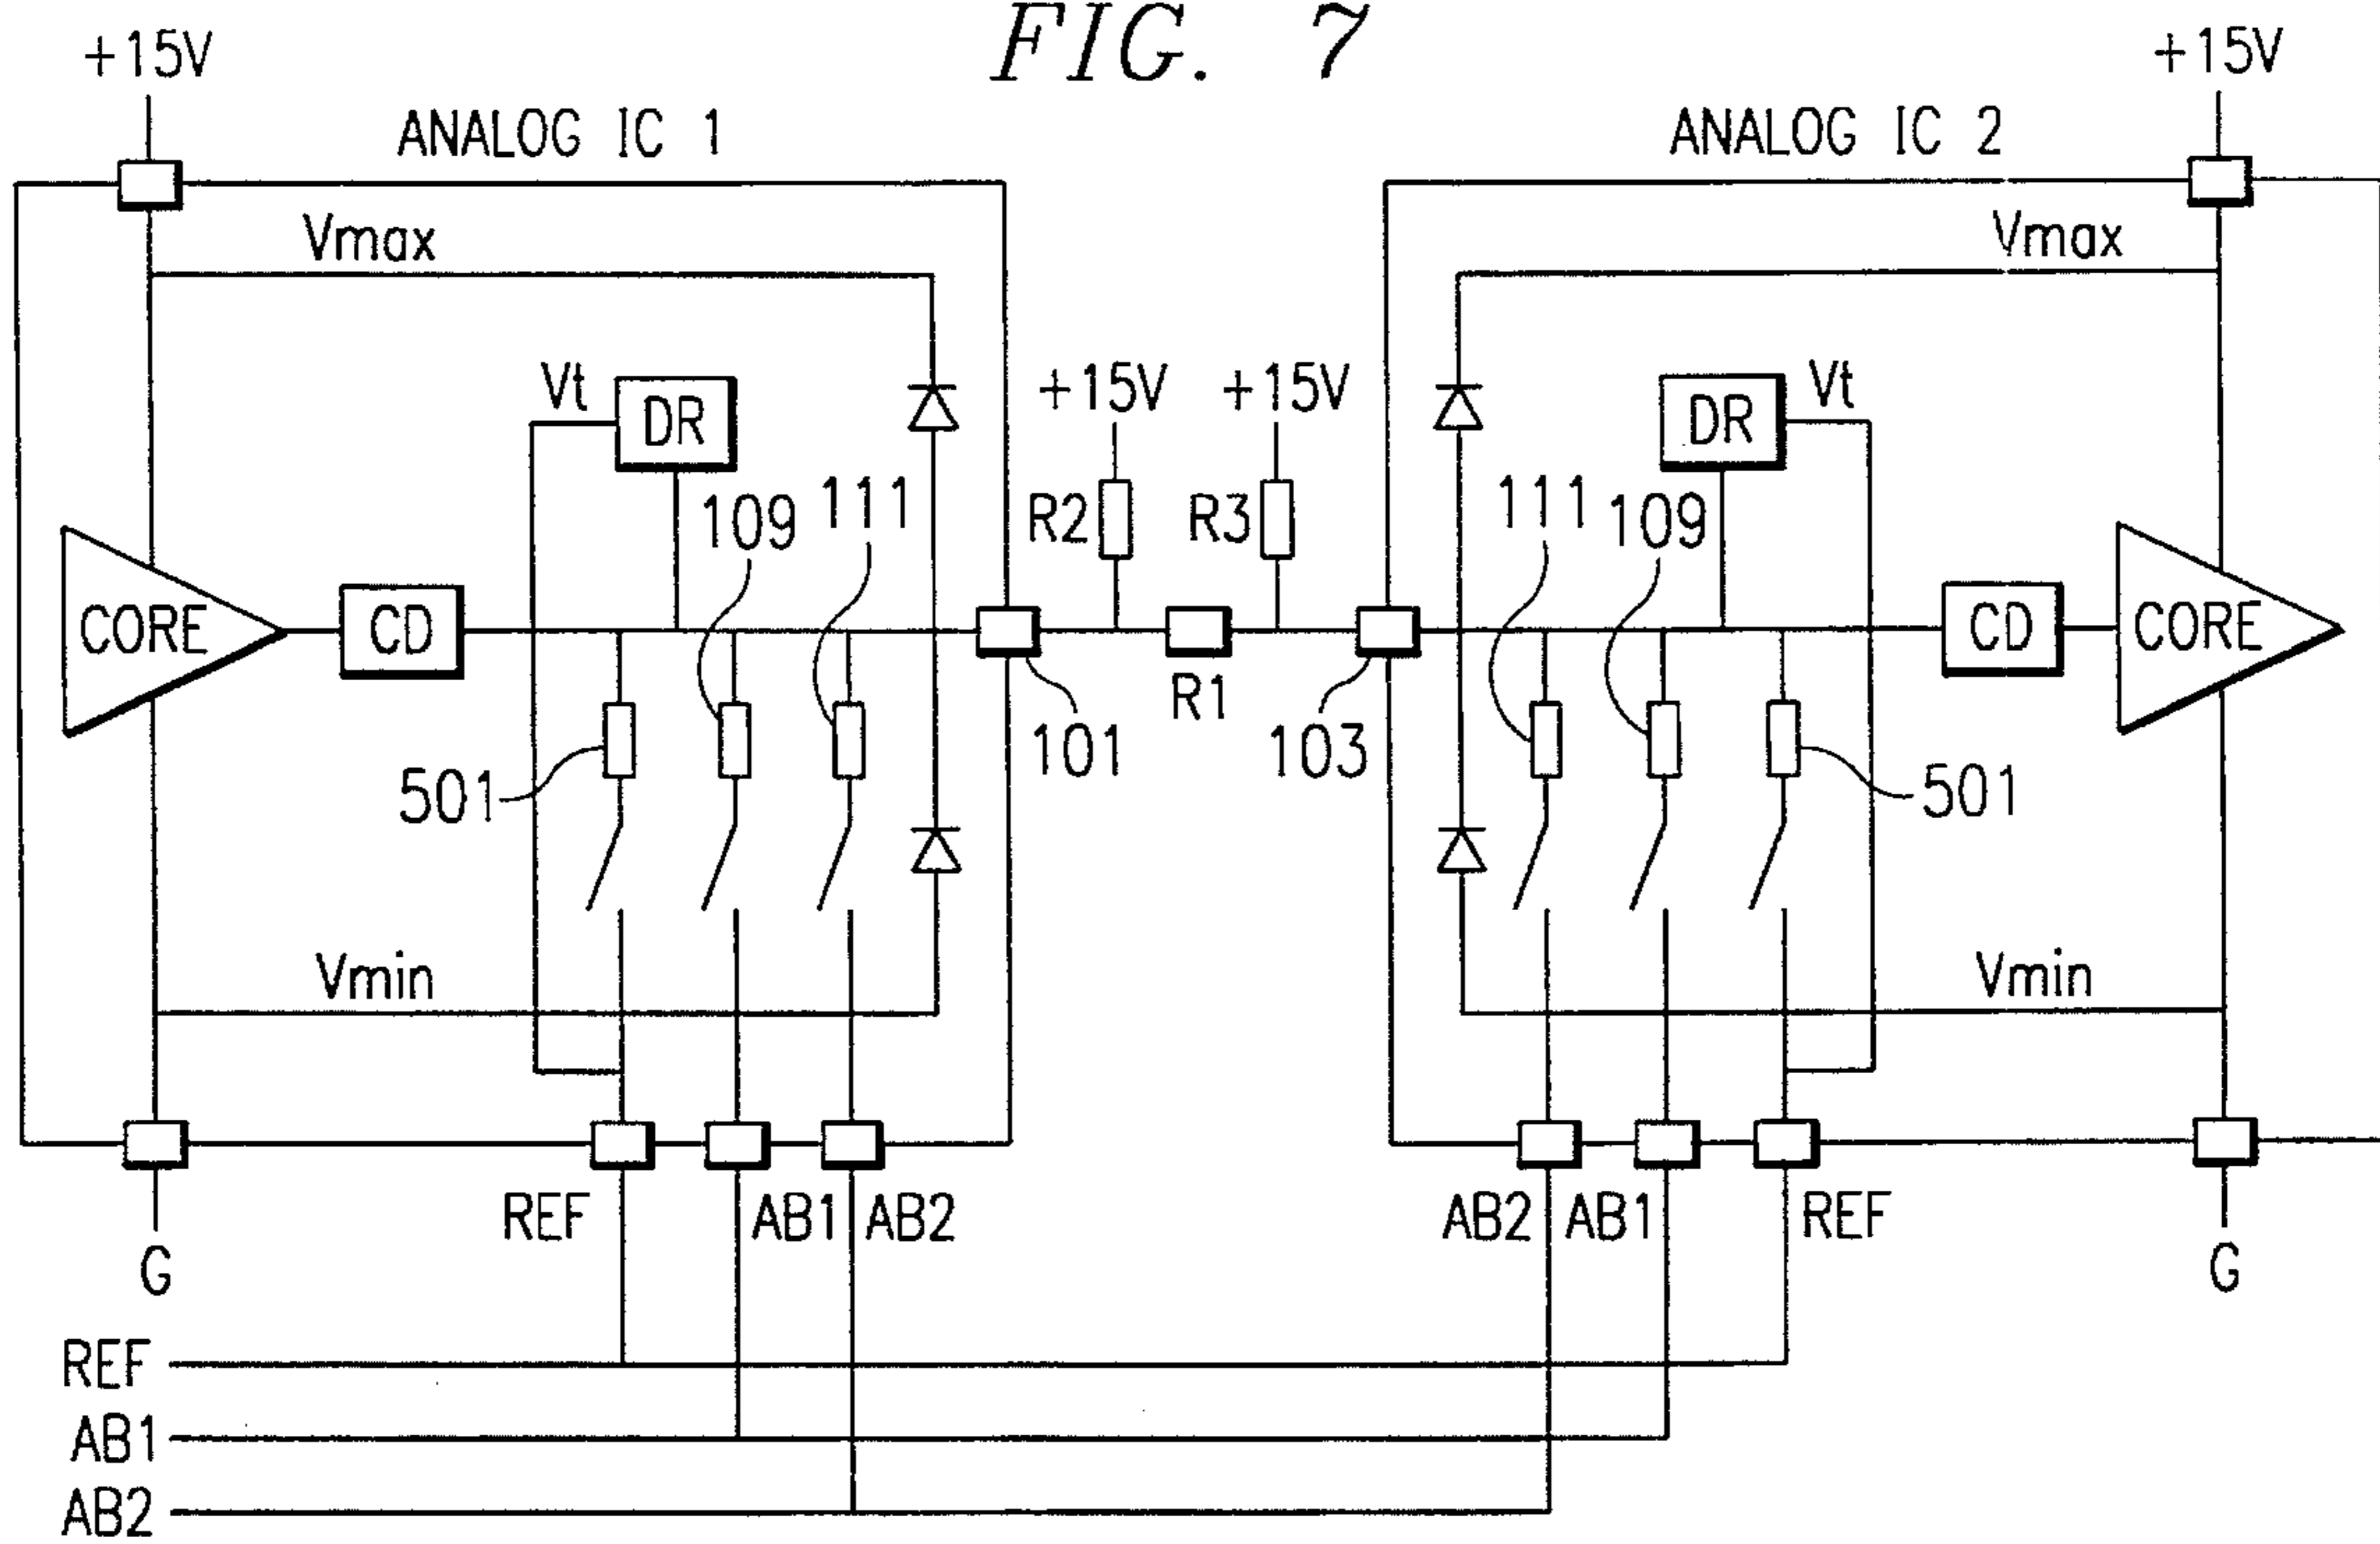 FIG. 7
+15V
+15V
ANALOG IC 1
ANALOG IC 2
Vmax
Vmax
Vt
DR
+15V
+15V
DR
Vt
109
111
R2
R3
111
109
CORE
CD
CD
CORE
R1
501
101
103
501
Vmin
Vmin
REF
AB1
AB2
AB2
AB1
REF
G
G
REF
AB1
AB2